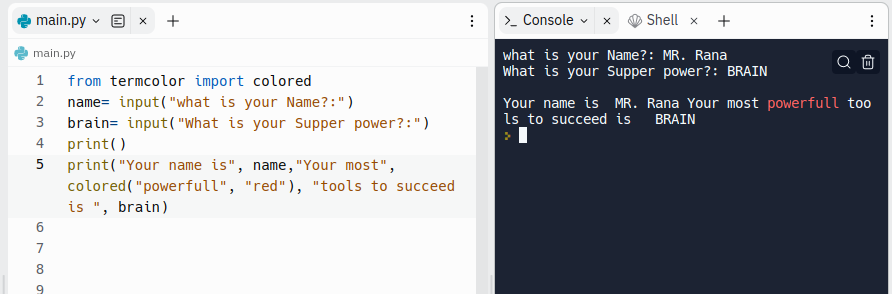 main.py
main.py
1 from termcolor import colored
2 name= input("what is your Name?:")
3 brain= input("What is your Supper power?:")
4 print()
5 print("Your name is", name,"Your most",
colored("powerfull", "red"), "tools to succeed
is ", brain)
6
7
8
9
Console
Shell
what is your Name?: MR. Rana
What is your Supper power?: BRAIN
Your name is  MR. Rana Your most powerfull too
ls to succeed is   BRAIN